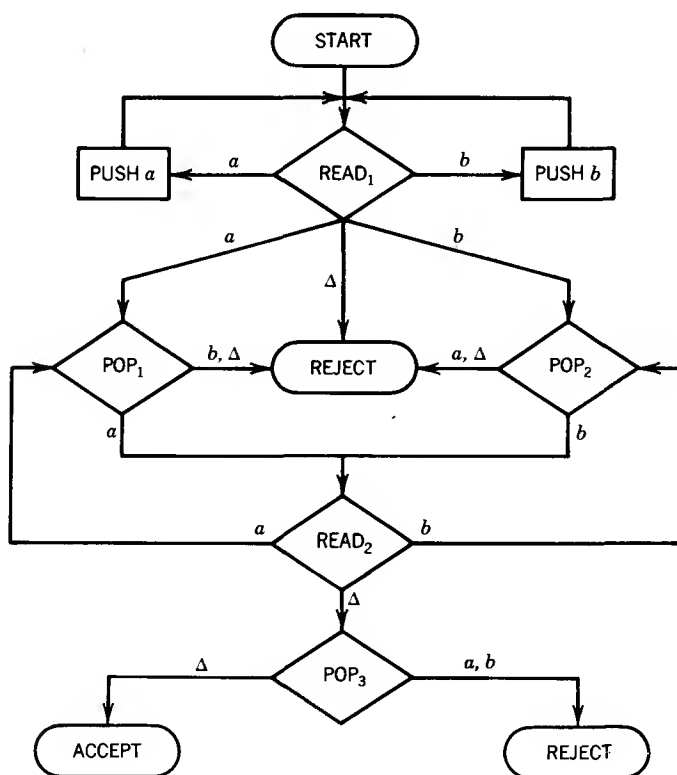 START
PUSH a
a
READ₁
b
PUSH b
a
Δ
b
POP₁
b, Δ
REJECT
a, Δ
POP₂
a
b
a
READ₂
b
Δ
Δ
POP₃
a, b
ACCEPT
REJECT